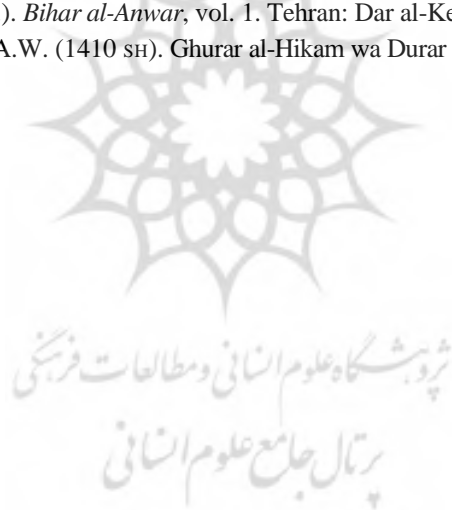 ). Bihar al-Anwar, vol. 1. Tehran: Dar al-Ke
A.W. (1410 SH). Ghurar al-Hikam wa Durar
پژوهشگاه علوم انسانی و مطالعات فرهنگی
پرتال جامع علوم انسانی